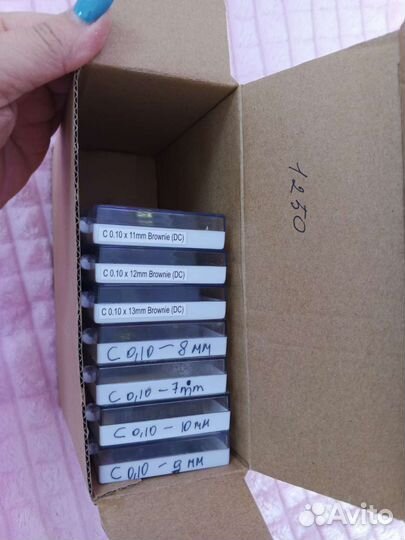 1250
C 0.10 x 11mm Brownie (DC)
C 0.10 x 12mm Brownie (DC)
C 0.10 x 13mm Brownie (DC)
C 0,10 - 8 мм
C 0,10 - 7mm
C 0,10 - 10 мм
C 0,10 - 9 мм
Avito